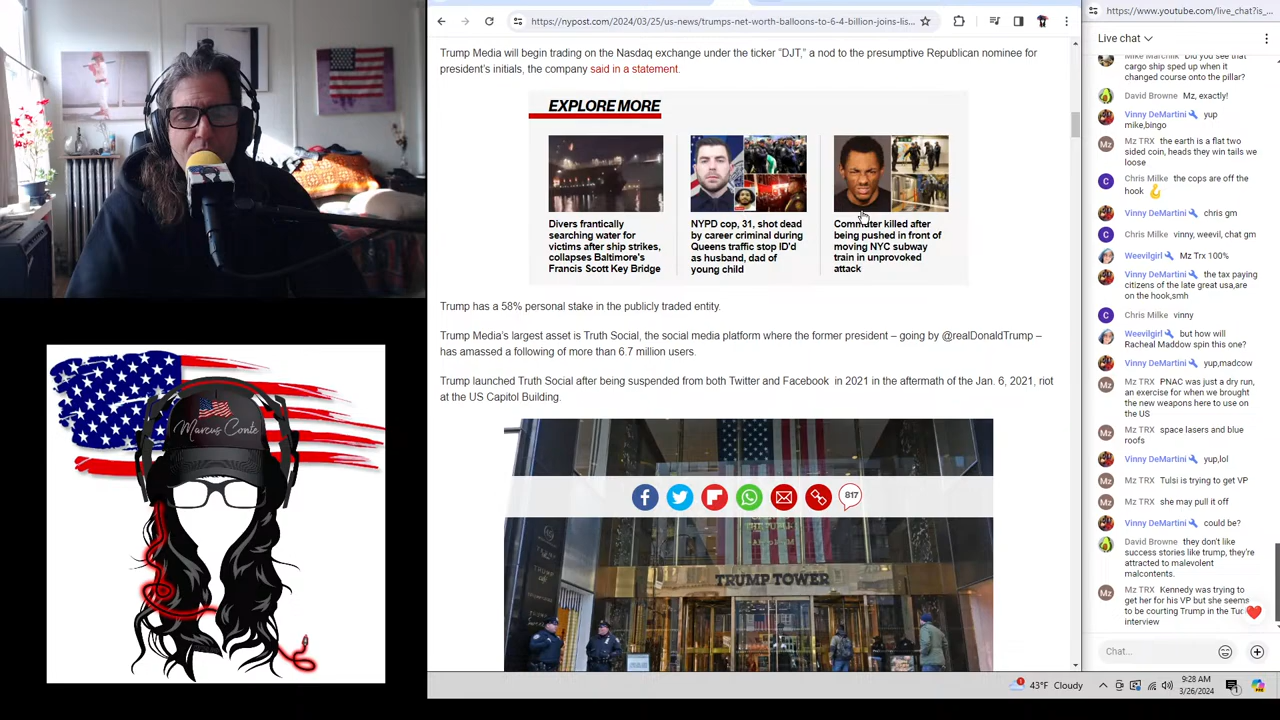 https://nypost.com/2024/03/25/us-news/trumps-net-worth-balloons-to-6-4-billion-joins-lis...
Trump Media will begin trading on the Nasdaq exchange under the ticker “DJT,” a nod to the presumptive Republican nominee for
president’s initials, the company said in a statement.
EXPLORE MORE
Divers frantically
searching water for
victims after ship strikes,
collapses Baltimore's
Francis Scott Key Bridge
NYPD cop, 31, shot dead
by career criminal during
Queens traffic stop ID'd
as husband, dad of
young child
Commuter killed after
being pushed in front of
moving NYC subway
train in unprovoked
attack
Trump has a 58% personal stake in the publicly traded entity.
Trump Media’s largest asset is Truth Social, the social media platform where the former president – going by @realDonaldTrump –
has amassed a following of more than 6.7 million users.
Trump launched Truth Social after being suspended from both Twitter and Facebook in 2021 in the aftermath of the Jan. 6, 2021, riot
at the US Capitol Building.
817
TRUMP TOWER
Marcus Conte
https://www.youtube.com/live_chat?is_...
Live chat
Mike Marchlik Did you see that
cargo ship sped up when it
changed course onto the
pillar?
David Browne Mz, exactly!
Vinny DeMartini yup
mike,bingo
Mz TRX the earth is a flat two
sided coin, heads they win tails we
loose
Chris Milke the cops are off the
hook
Vinny DeMartini chris gm
Chris Milke vinny, weevil, chat gm
Weevilgirl Mz Trx 100%
Vinny DeMartini the tax paying
citizens of the late great usa,are
on the hook,smh
Chris Milke vinny
Weevilgirl but how will
Racheal Maddow spin this one?
Vinny DeMartini yup,madcow
Mz TRX PNAC was just a dry run,
an exercise for when we brought
the new weapons here to use on
the US
Mz TRX space lasers and blue
roofs
Vinny DeMartini yup,lol
Mz TRX Tulsi is trying to get VP
Mz TRX she may pull it off
Vinny DeMartini could be?
David Browne they don't like
success stories like trump, they're
attracted to malevolent
malcontents.
Mz TRX Kennedy was trying to
get her for his VP but she seems
to be courting Trump in the
interview
Chat...
43°F Cloudy
9:28 AM
3/26/2024